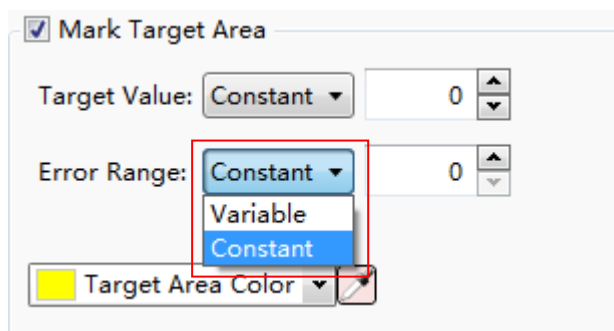 Mark Target Area
Target Value: Constant 0
Error Range: Constant 0
Variable
Constant
Target Area Color